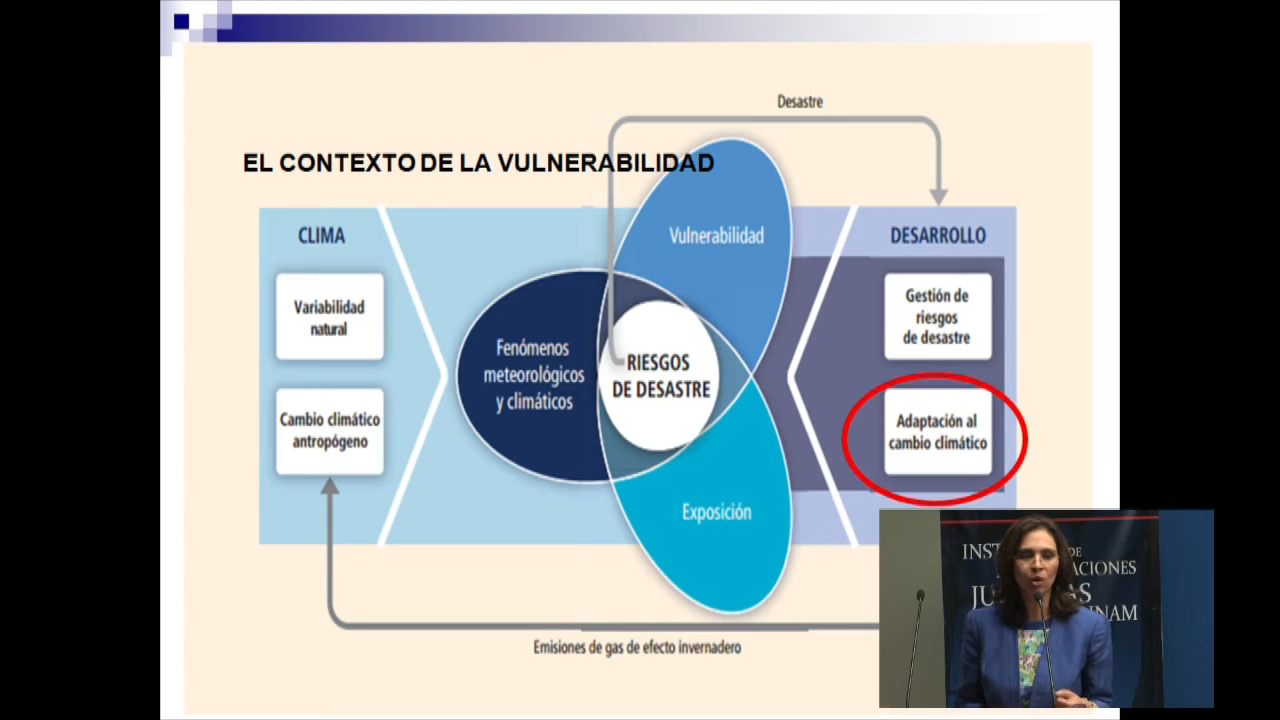 Desastre
EL CONTEXTO DE LA VULNERABILIDAD
CLIMA
Variabilidad
natural
Cambio climático
antropógeno
Vulnerabilidad
Fenómenos
meteorológicos
y climáticos
RIESGOS
DE DESASTRE
Exposición
DESARROLLO
Gestión de
riesgos
de desastre
Adaptación al
cambio climático
Emisiones de gas de efecto invernadero
DE
UNAM